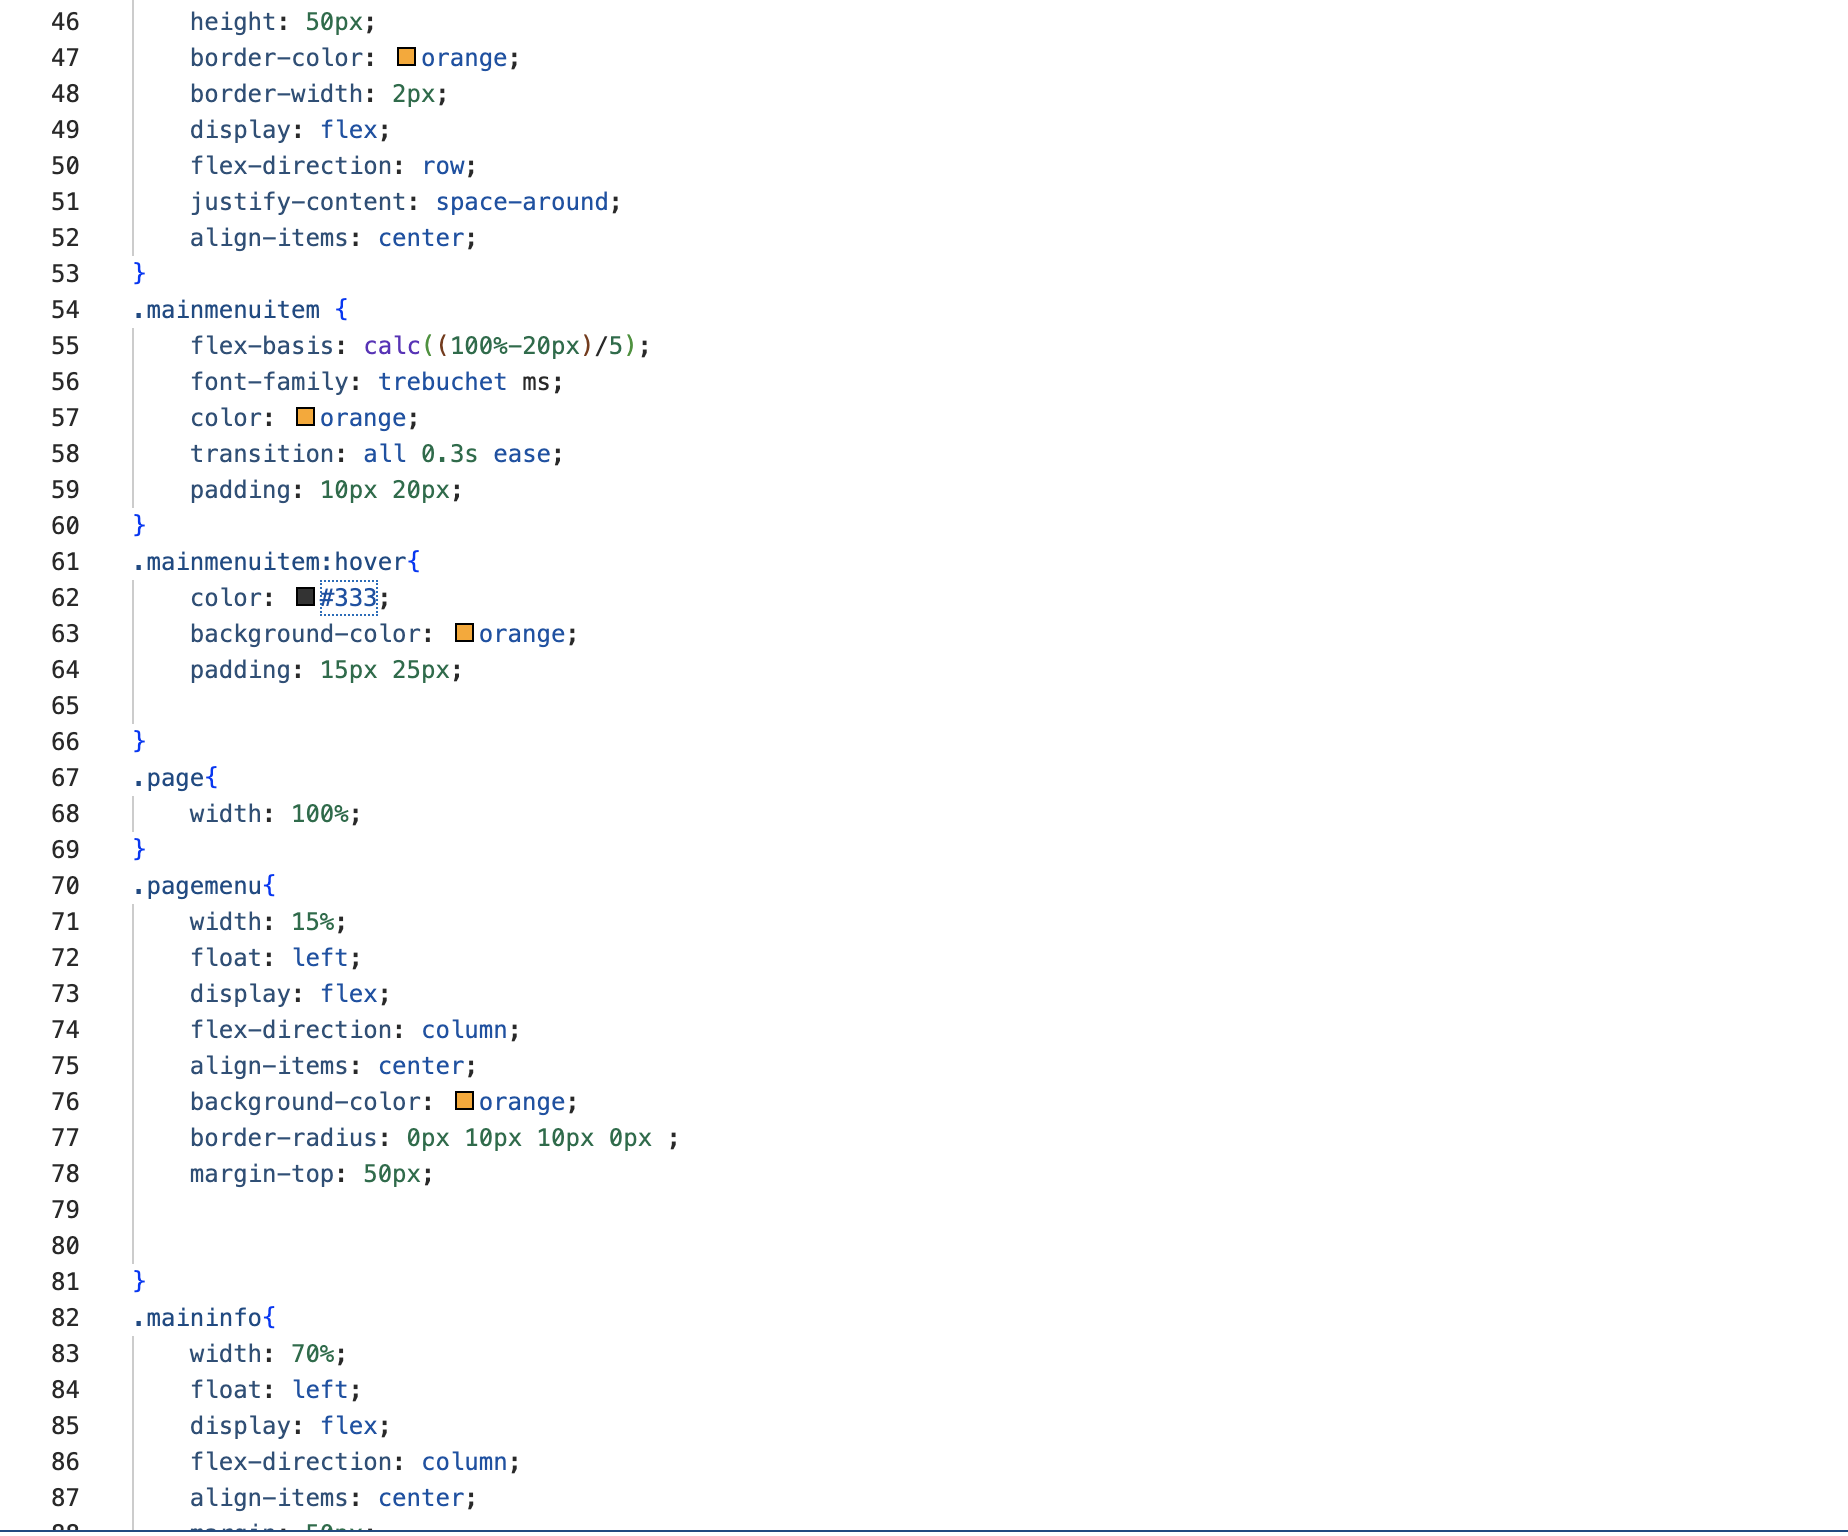 46 height: 50px;
47 border-color: orange;
48 border-width: 2px;
49 display: flex;
50 flex-direction: row;
51 justify-content: space-around;
52 align-items: center;
53 }
54 .mainmenuitem {
55 flex-basis: calc((100%-20px)/5);
56 font-family: trebuchet ms;
57 color: orange;
58 transition: all 0.3s ease;
59 padding: 10px 20px;
60 }
61 .mainmenuitem:hover{
62 color: #333;
63 background-color: orange;
64 padding: 15px 25px;
65
66 }
67 .page{
68 width: 100%;
69 }
70 .pagemenu{
71 width: 15%;
72 float: left;
73 display: flex;
74 flex-direction: column;
75 align-items: center;
76 background-color: orange;
77 border-radius: 0px 10px 10px 0px ;
78 margin-top: 50px;
79
80
81 }
82 .maininfo{
83 width: 70%;
84 float: left;
85 display: flex;
86 flex-direction: column;
87 align-items: center;